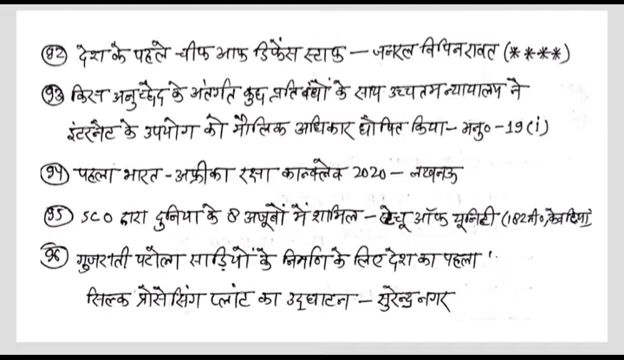 92 देश के पहले चीफ आफ डिफेंस स्टाफ - जनरल विपिन रावत (****)
93 किस अनुच्छेद के अंतर्गत कुछ प्रतिबंधों के साथ उच्चतम न्यायालय ने
इंटरनैट के उपयोग को मौलिक अधिकार घोषित किया - अनु० - 19 (i)
94 पहला भारत - अफ्रीका रक्षा कान्क्लेव 2020 - लखनऊ
95 SCO द्वारा दुनिया के 8 अजूबों में शामिल - स्टेचू ऑफ यूनिटी (182मी०
96 गुजराती पटौला साड़ियों के निर्माण के लिए देश का पहला
सिल्क प्रोसेसिंग प्लांट का उद्घाटन - सुरेन्द्र नगर